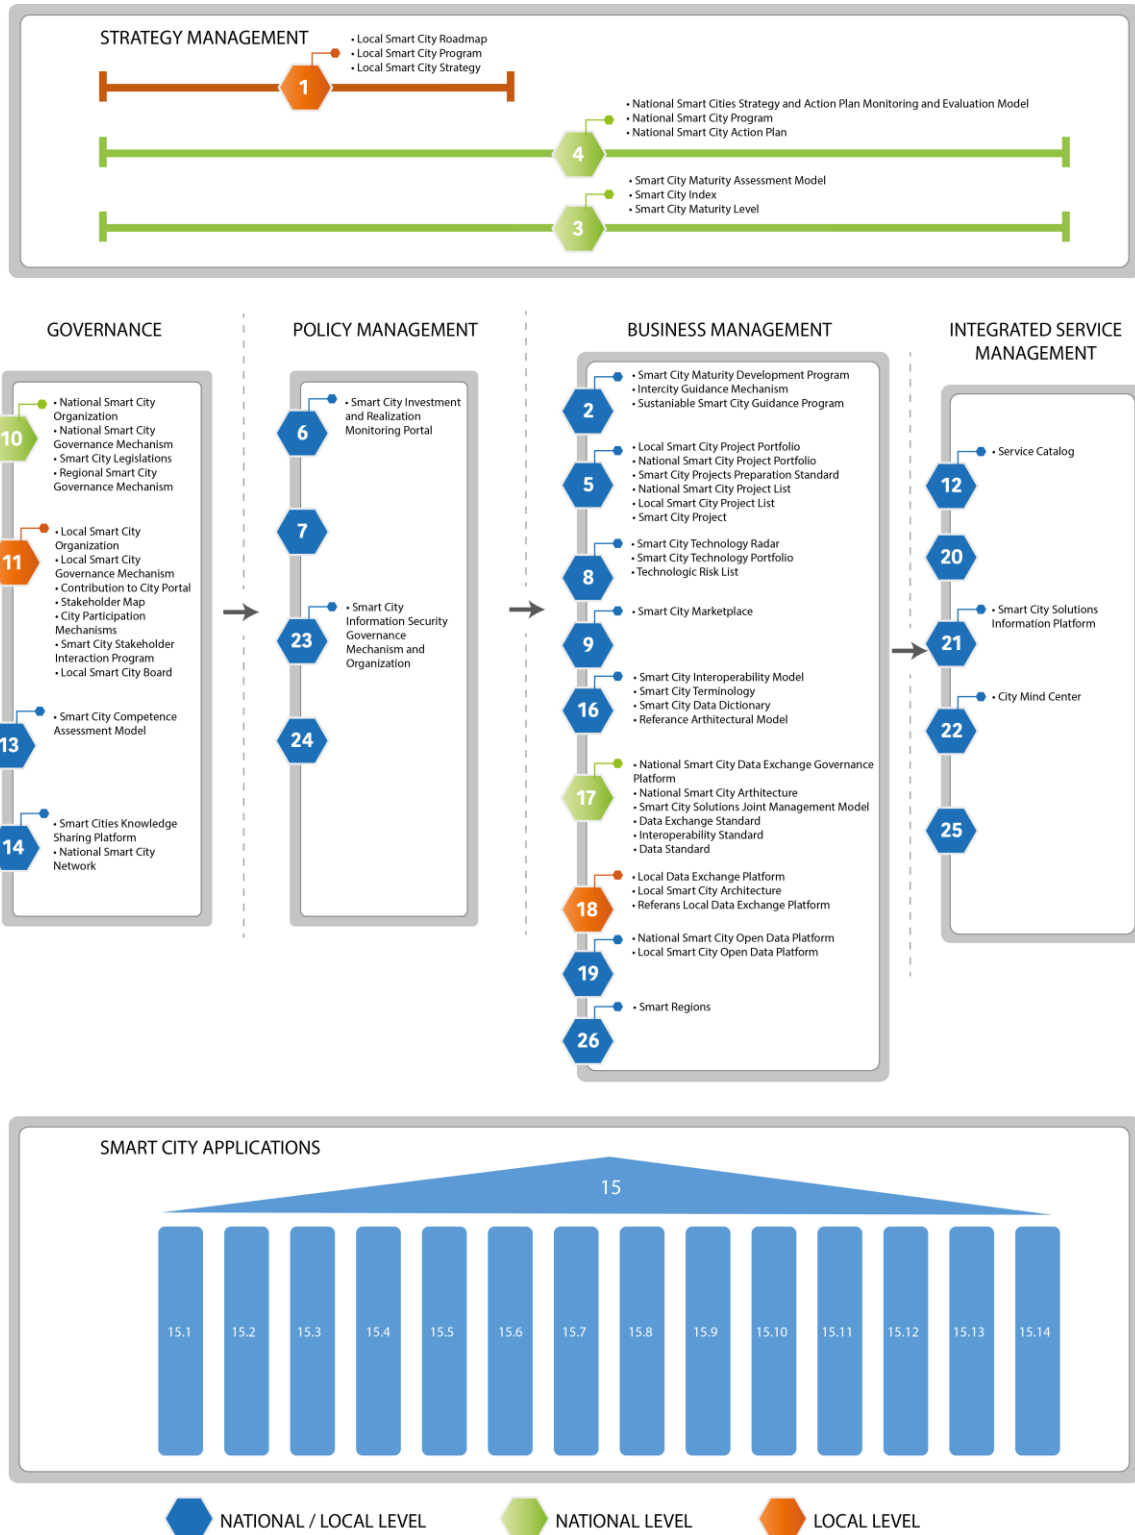 STRATEGY MANAGEMENT
• Local Smart City Roadmap
• Local Smart City Program
• Local Smart City Strategy
1
• National Smart Cities Strategy and Action Plan Monitoring and Evaluation Model
• National Smart City Program
• National Smart City Action Plan
4
• Smart City Maturity Assessment Model
• Smart City Index
• Smart City Maturity Level
3
GOVERNANCE
10
• National Smart City
Organization
• National Smart City
Governance Mechanism
• Smart City Legislations
• Regional Smart City
Governance Mechanism
11
• Local Smart City
Organization
• Local Smart City
Governance Mechanism
• Contribution to City Portal
• Stakeholder Map
• City Participation
Mechanisms
• Smart City Stakeholder
Interaction Program
• Local Smart City Board
13
• Smart City Competence
Assessment Model
14
• Smart Cities Knowledge
Sharing Platform
• National Smart City
Network
POLICY MANAGEMENT
6
• Smart City Investment
and Realization
Monitoring Portal
7
23
• Smart City
Information Security
Governance
Mechanism and
Organization
24
BUSINESS MANAGEMENT
2
• Smart City Maturity Development Program
• Intercity Guidance Mechanism
• Sustaniable Smart City Guidance Program
5
• Local Smart City Project Portfolio
• National Smart City Project Portfolio
• Smart City Projects Preparation Standard
• National Smart City Project List
• Local Smart City Project List
• Smart City Project
8
• Smart City Technology Radar
• Smart City Technology Portfolio
• Technologic Risk List
9
• Smart City Marketplace
16
• Smart City Interoperability Model
• Smart City Terminology
• Smart City Data Dictionary
• Referance Arthitectural Model
17
• National Smart City Data Exchange Governance
Platform
• National Smart City Arthitecture
• Smart City Solutions Joint Management Model
• Data Exchange Standard
• Interoperability Standard
• Data Standard
18
• Local Data Exchange Platform
• Local Smart City Architecture
• Referans Local Data Exchange Platform
19
• National Smart City Open Data Platform
• Local Smart City Open Data Platform
26
• Smart Regions
INTEGRATED SERVICE
MANAGEMENT
12
• Service Catalog
20
21
• Smart City Solutions
Information Platform
22
• City Mind Center
25
SMART CITY APPLICATIONS
15
15.1
15.2
15.3
15.4
15.5
15.6
15.7
15.8
15.9
15.10
15.11
15.12
15.13
15.14
NATIONAL / LOCAL LEVEL
NATIONAL LEVEL
LOCAL LEVEL